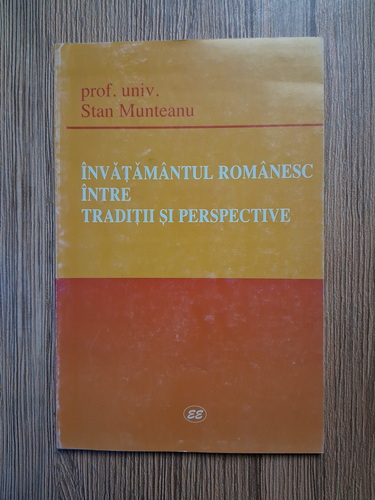 prof. univ.
Stan Munteanu
ÎNVĂȚĂMÂNTUL ROMÂNESC
ÎNTRE
TRADIȚII ȘI PERSPECTIVE
EE